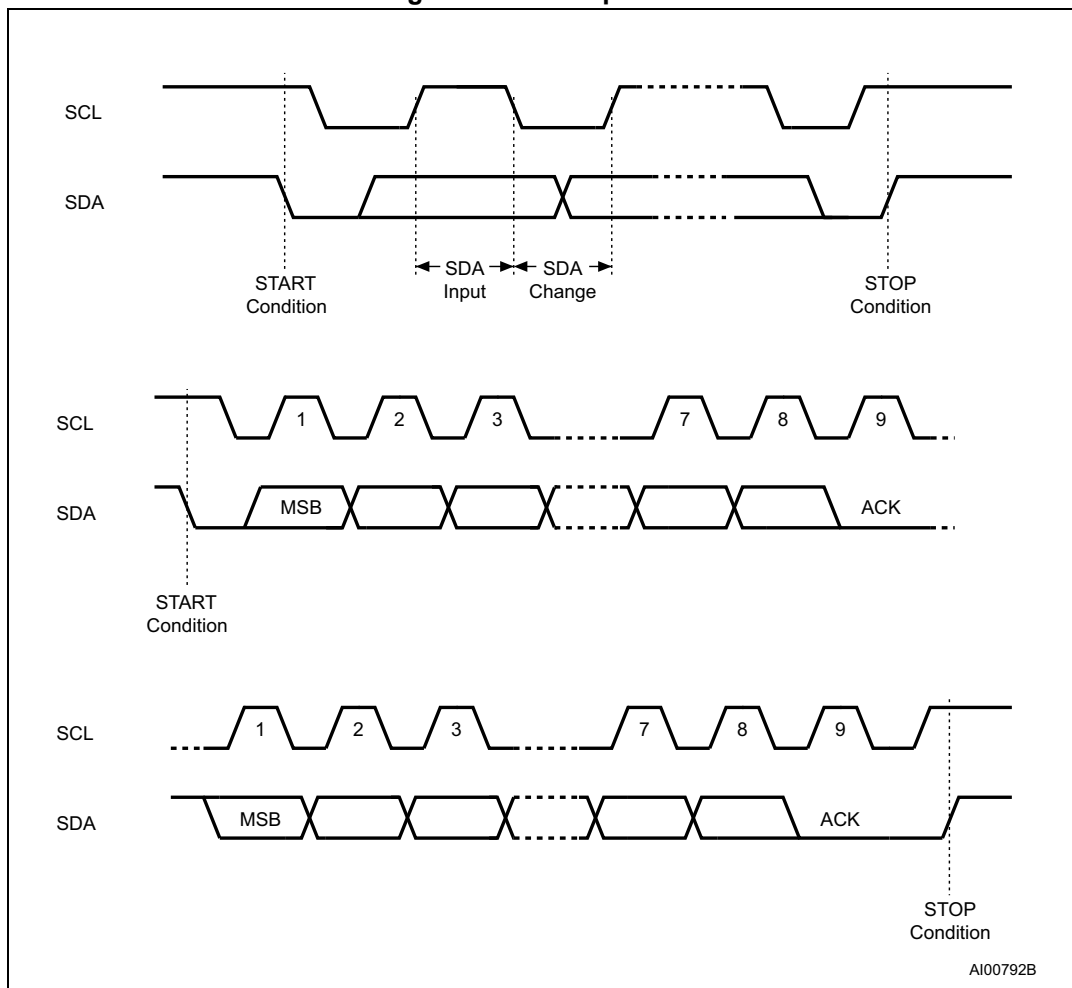 SCL
SDA
START
Condition
SDA
Input
SDA
Change
STOP
Condition
SCL
1 2 3 7 8 9
SDA
MSB ACK
START
Condition
SCL
1 2 3 7 8 9
SDA
MSB ACK
STOP
Condition
AI00792B